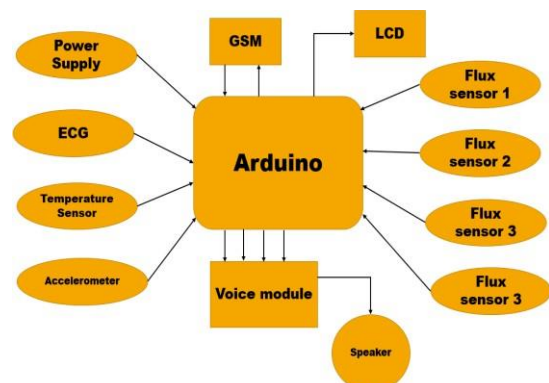 Power
Supply
GSM
LCD
Flux
sensor 1
ECG
Arduino
Flux
sensor 2
Temperature
Sensor
Flux
sensor 3
Accelerometer
Voice module
Flux
sensor 3
Speaker